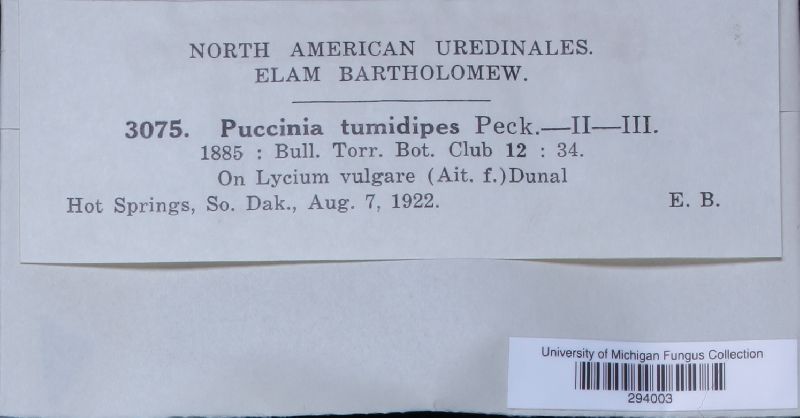 NORTH AMERICAN UREDINALES.
ELAM BARTHOLOMEW.
3075. Puccinia tumidipes Peck.—II—III.
1885 : Bull. Torr. Bot. Club 12 : 34.
On Lycium vulgare (Ait. f.)Dunal
Hot Springs, So. Dak., Aug. 7, 1922. E. B.
University of Michigan Fungus Collection
294003